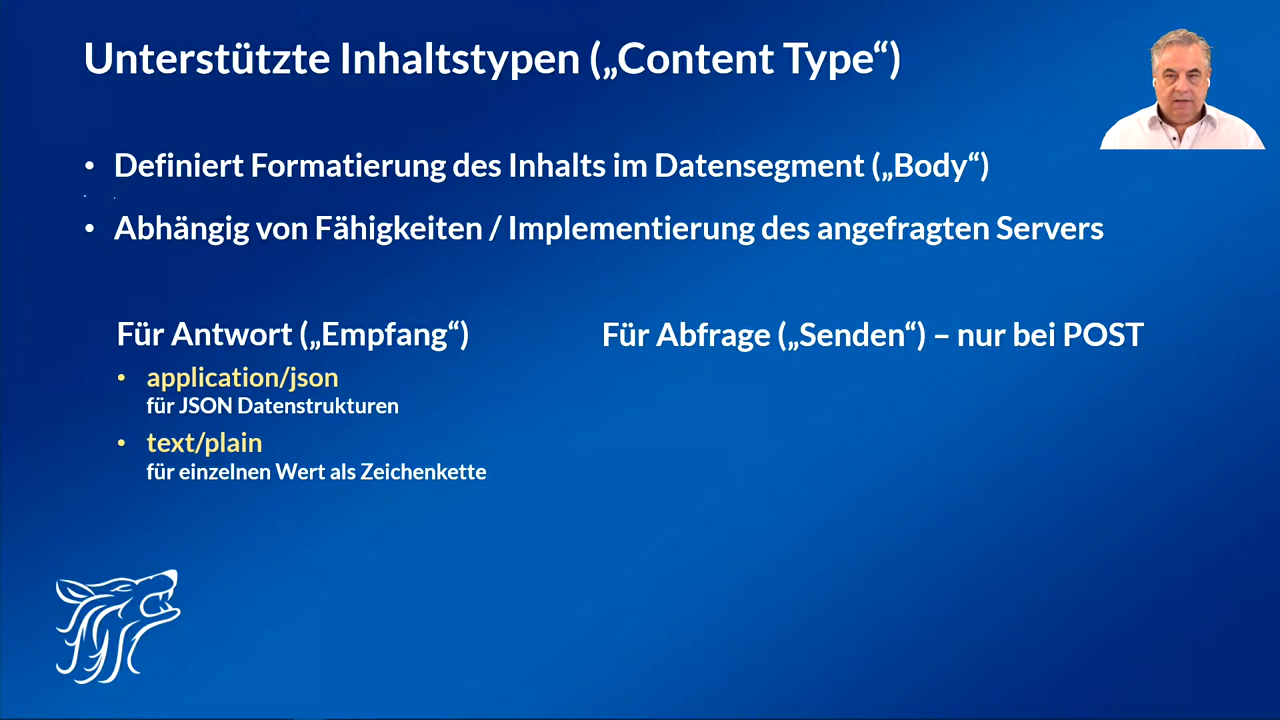 Unterstützte Inhaltstypen („Content Type“)
• Definiert Formatierung des Inhalts im Datensegment („Body“)
• Abhängig von Fähigkeiten / Implementierung des angefragten Servers
Für Antwort („Empfang“)
• application/json
für JSON Datenstrukturen
• text/plain
für einzelnen Wert als Zeichenkette
Für Abfrage („Senden“) – nur bei POST